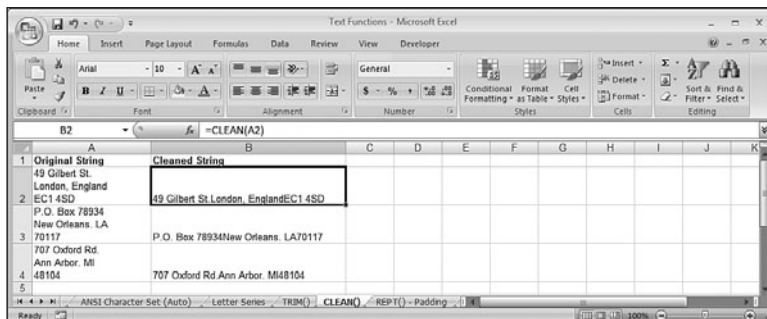 Text Functions - Microsoft Excel
Home Insert Page Layout Formulas Data Review View Developer
Paste
Arial 10 A A
B I U A
General
$ % ,
Conditional Formatting Format as Table Cell Styles
Insert
Delete
Format
Σ
Sort & Filter Find & Select
Clipboard Font Alignment Number Styles Cells Editing
B2 fx =CLEAN(A2)
A B C D E F G H I J K
1 Original String Cleaned String
49 Gilbert St.
London, England
2 EC1 4SD 49 Gilbert St.London, EnglandEC1 4SD
P.O. Box 78934
New Orleans. LA
3 70117 P.O. Box 78934New Orleans. LA70117
707 Oxford Rd.
Ann Arbor. MI
4 48104 707 Oxford Rd.Ann Arbor. MI48104
5
ANSI Character Set (Auto) Letter Series TRIM() CLEAN() REPT() - Padding
Ready 100%